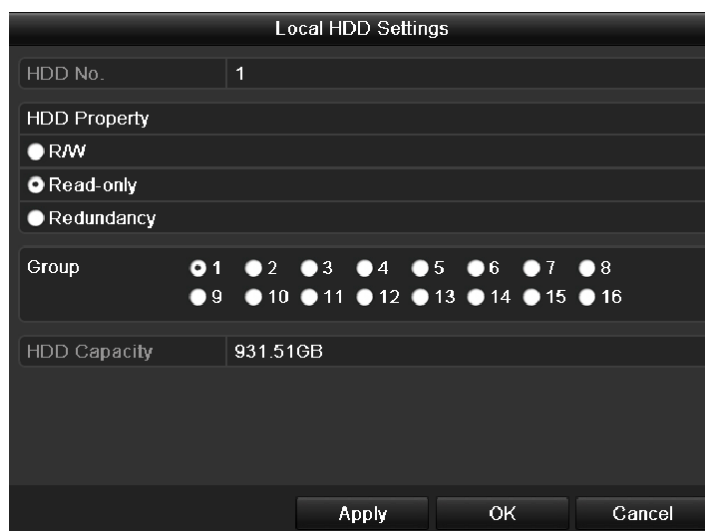 Local HDD Settings
HDD No. 1
HDD Property
R/W
Read-only
Redundancy
Group 1 2 3 4 5 6 7 8
9 10 11 12 13 14 15 16
HDD Capacity 931.51GB
Apply OK Cancel